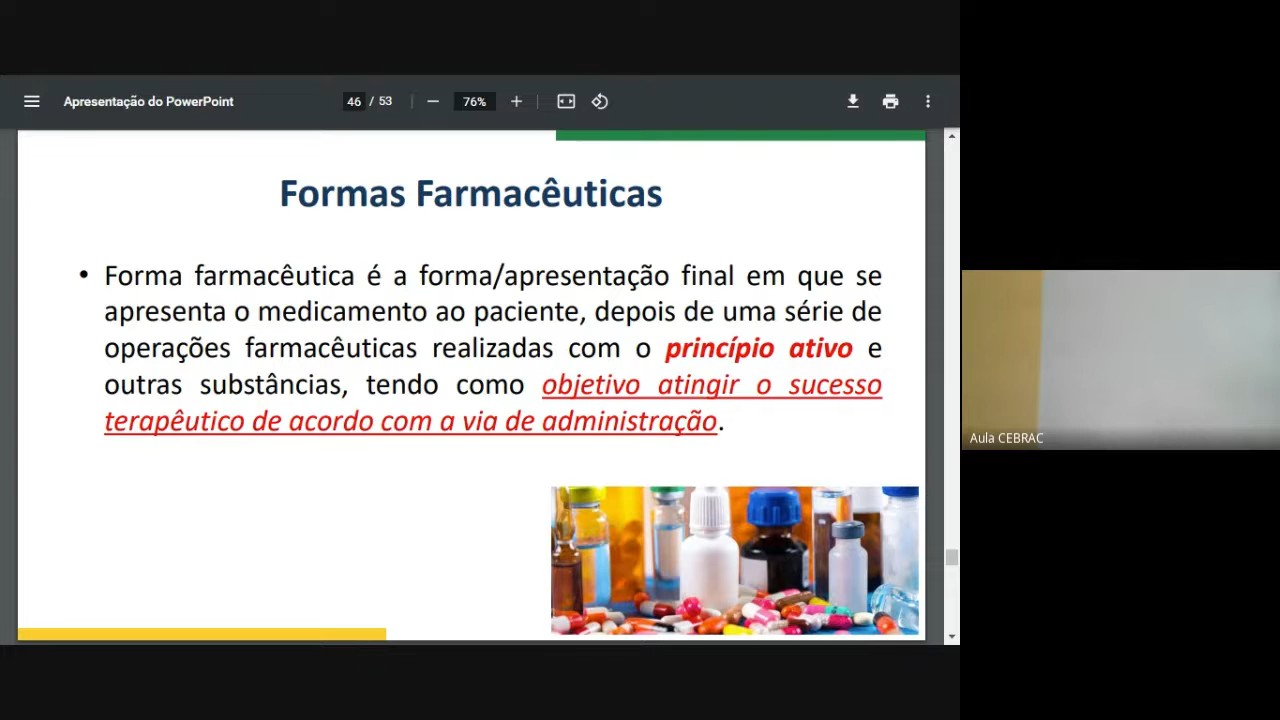 Apresentação do PowerPoint
46 / 53
76%
Formas Farmacêuticas
• Forma farmacêutica é a forma/apresentação final em que se
apresenta o medicamento ao paciente, depois de uma série de
operações farmacêuticas realizadas com o princípio ativo e
outras substâncias, tendo como objetivo atingir o sucesso
terapêutico de acordo com a via de administração.
Aula CEBRAC